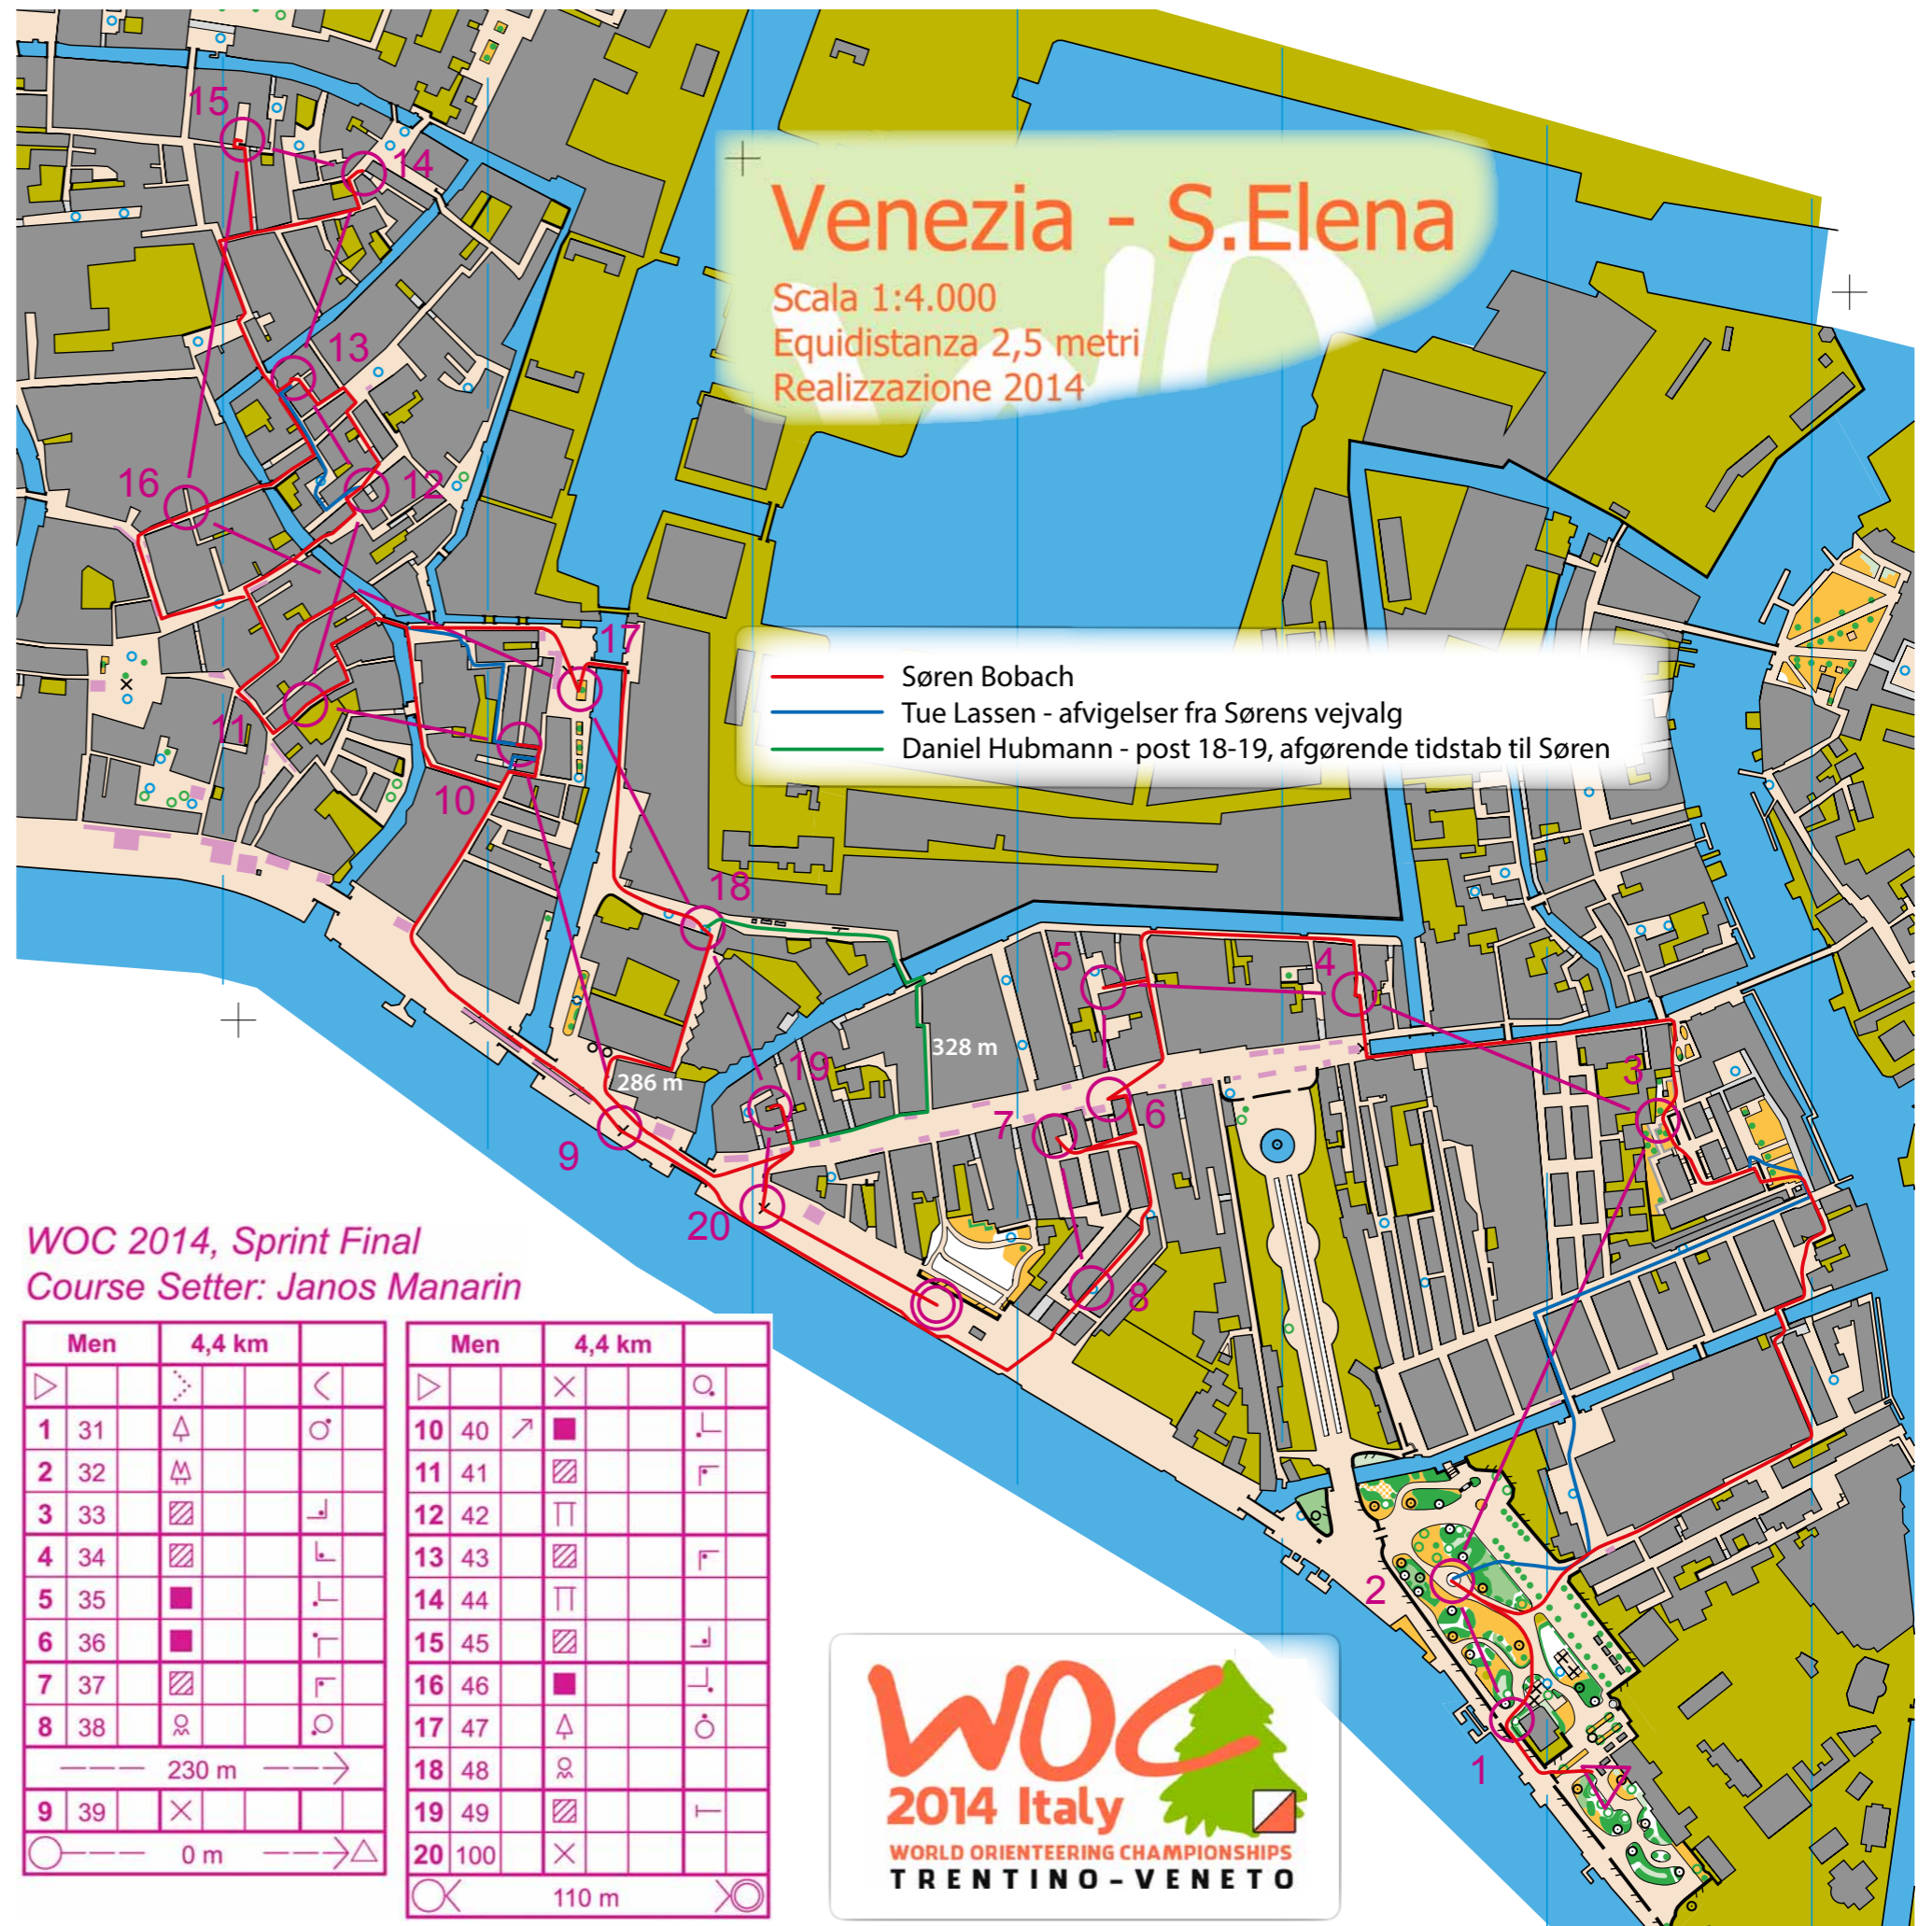 Venezia - S.Elena
Scala 1:4.000
Equidistanza 2,5 metri
Realizzazione 2014
Søren Bobach
Tue Lassen - afvigelser fra Sørens vejvalg
Daniel Hubmann - post 18-19, afgørende tidstab til Søren
15
14
13
12
16
17
11
10
18
5
4
3
19
328 m
286 m
6
7
9
20
8
2
1
WOC 2014, Sprint Final
Course Setter: Janos Manarin
Men 4,4 km
1 31
2 32
3 33
4 34
5 35
6 36
7 37
8 38
230 m
9 39
0 m
Men 4,4 km
10 40
11 41
12 42
13 43
14 44
15 45
16 46
17 47
18 48
19 49
20 100
110 m
WOC
2014 Italy
WORLD ORIENTEERING CHAMPIONSHIPS
TRENTINO-VENETO